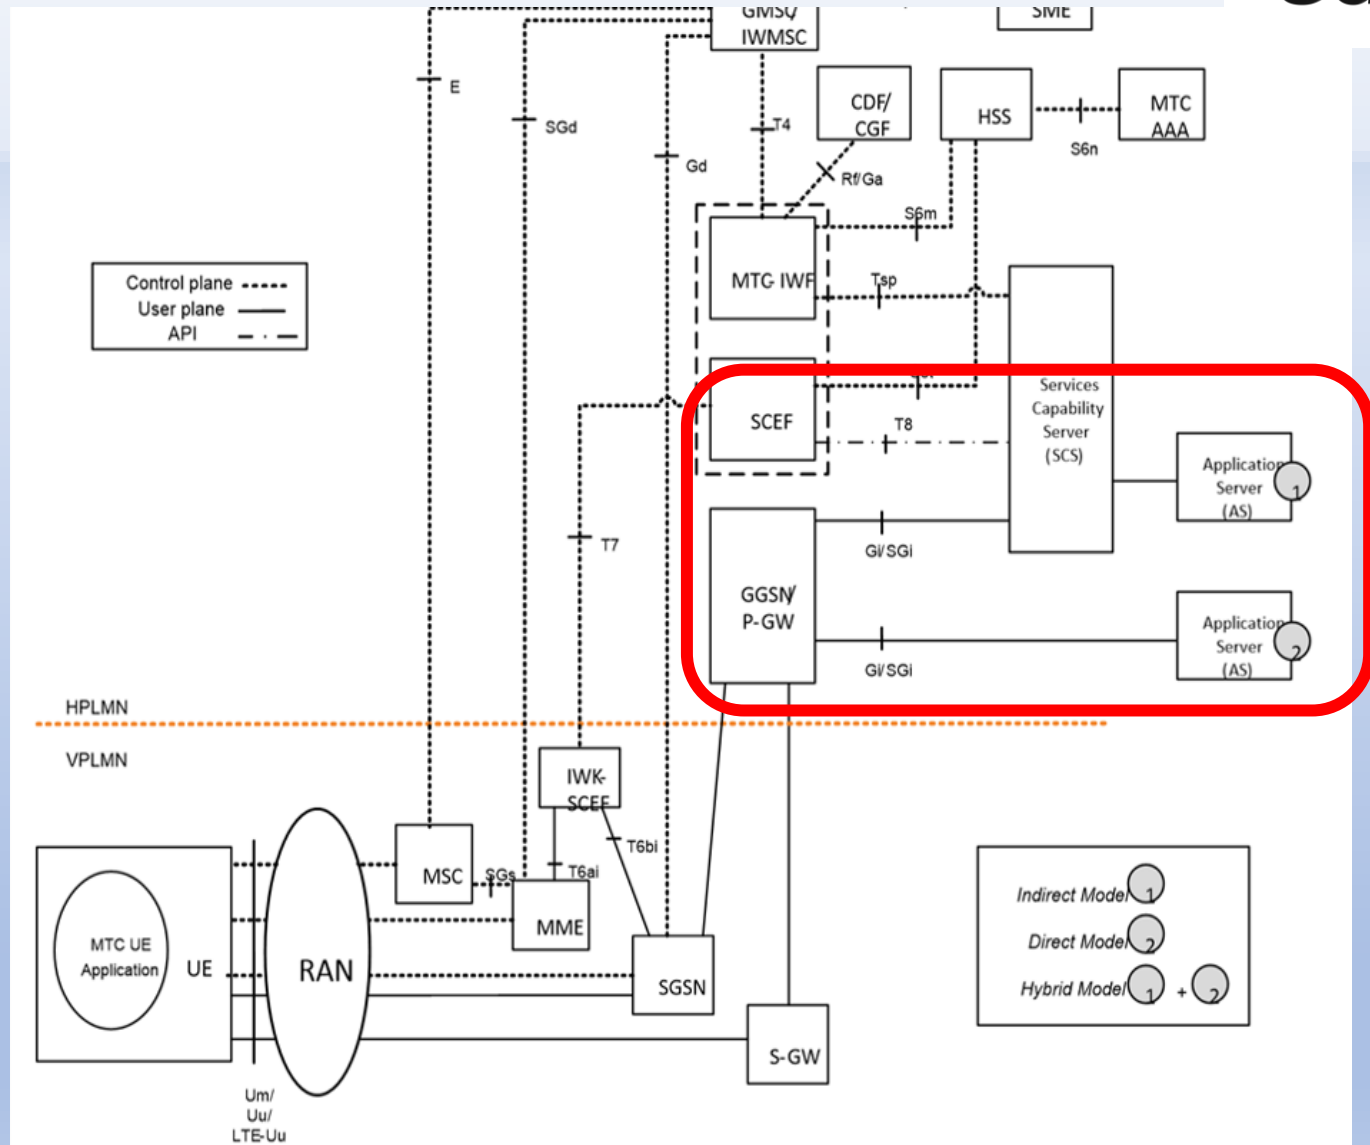 GMSC/
IWMSC
SME
E
SGd
Gd
T4
CDF/
CGF
Rf/Ga
HSS
S6n
MTC
AAA
S6m
MTC-IWF
Tsp
Control plane
User plane
API
SCEF
T8
Services
Capability
Server
(SCS)
Application
Server
(AS)
1
T7
Gi/SGi
GGSN/
P-GW
Application
Server
(AS)
2
Gi/SGi
HPLMN
VPLMN
IWK-
SCEF
T6bi
T6ai
MSC
SGs
MME
MTC UE
Application
UE
RAN
SGSN
S-GW
Um/
Uu/
LTE-Uu
Indirect Model 1
Direct Model 2
Hybrid Model 1 + 2